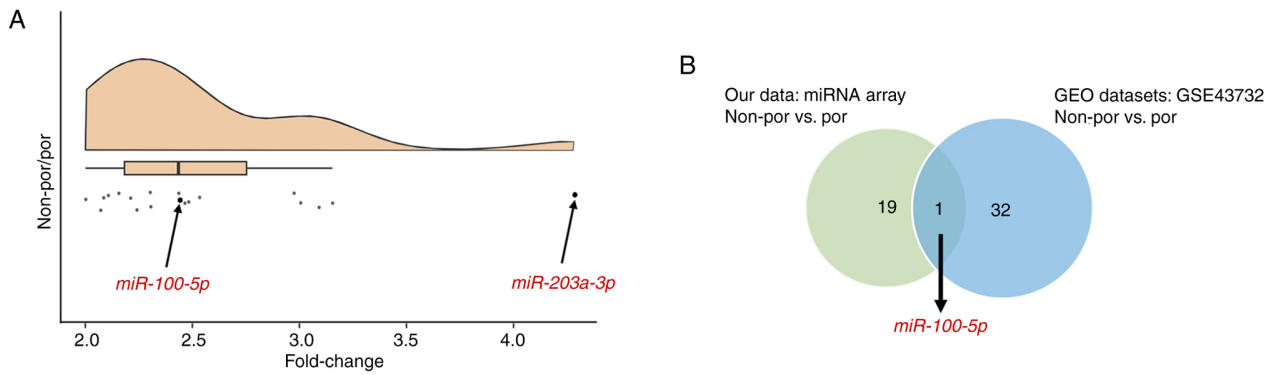 A
Non-por/por
miR-100-5p
miR-203a-3p
2.0 2.5 3.0 3.5 4.0
Fold-change
B
Our data: miRNA array
Non-por vs. por
GEO datasets: GSE43732
Non-por vs. por
19 1 32
miR-100-5p